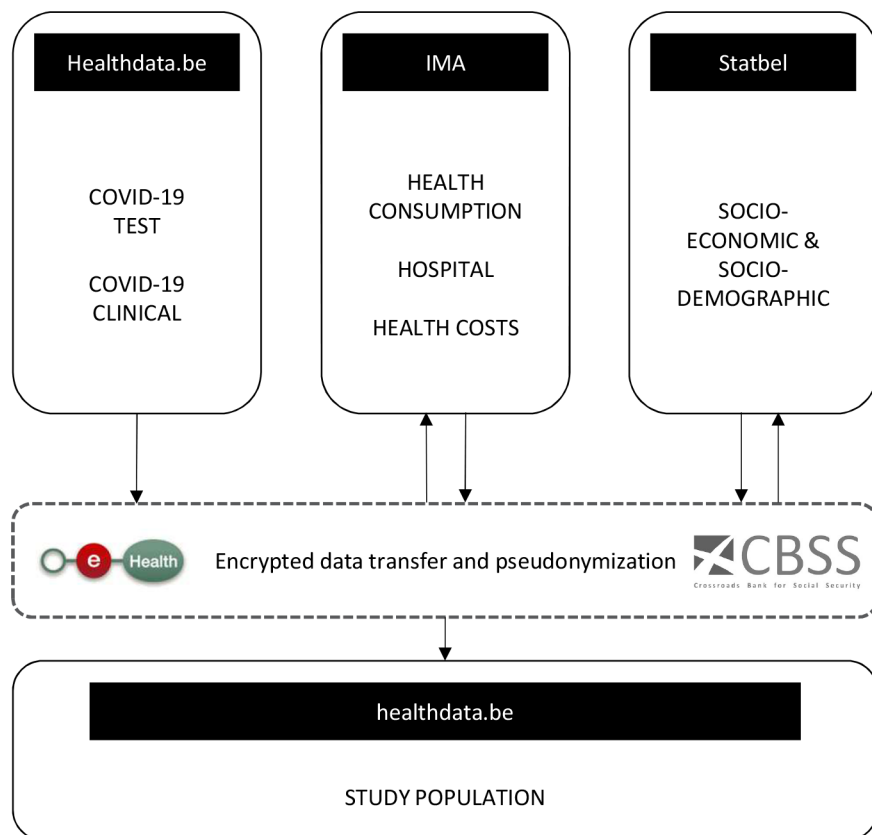 Healthdata.be
COVID-19
TEST
COVID-19
CLINICAL
IMA
HEALTH
CONSUMPTION
HOSPITAL
HEALTH COSTS
Statbel
SOCIO-
ECONOMIC &
SOCIO-
DEMOGRAPHIC
e Health
Encrypted data transfer and pseudonymization
CBSS
Crossroads Bank for Social Security
healthdata.be
STUDY POPULATION